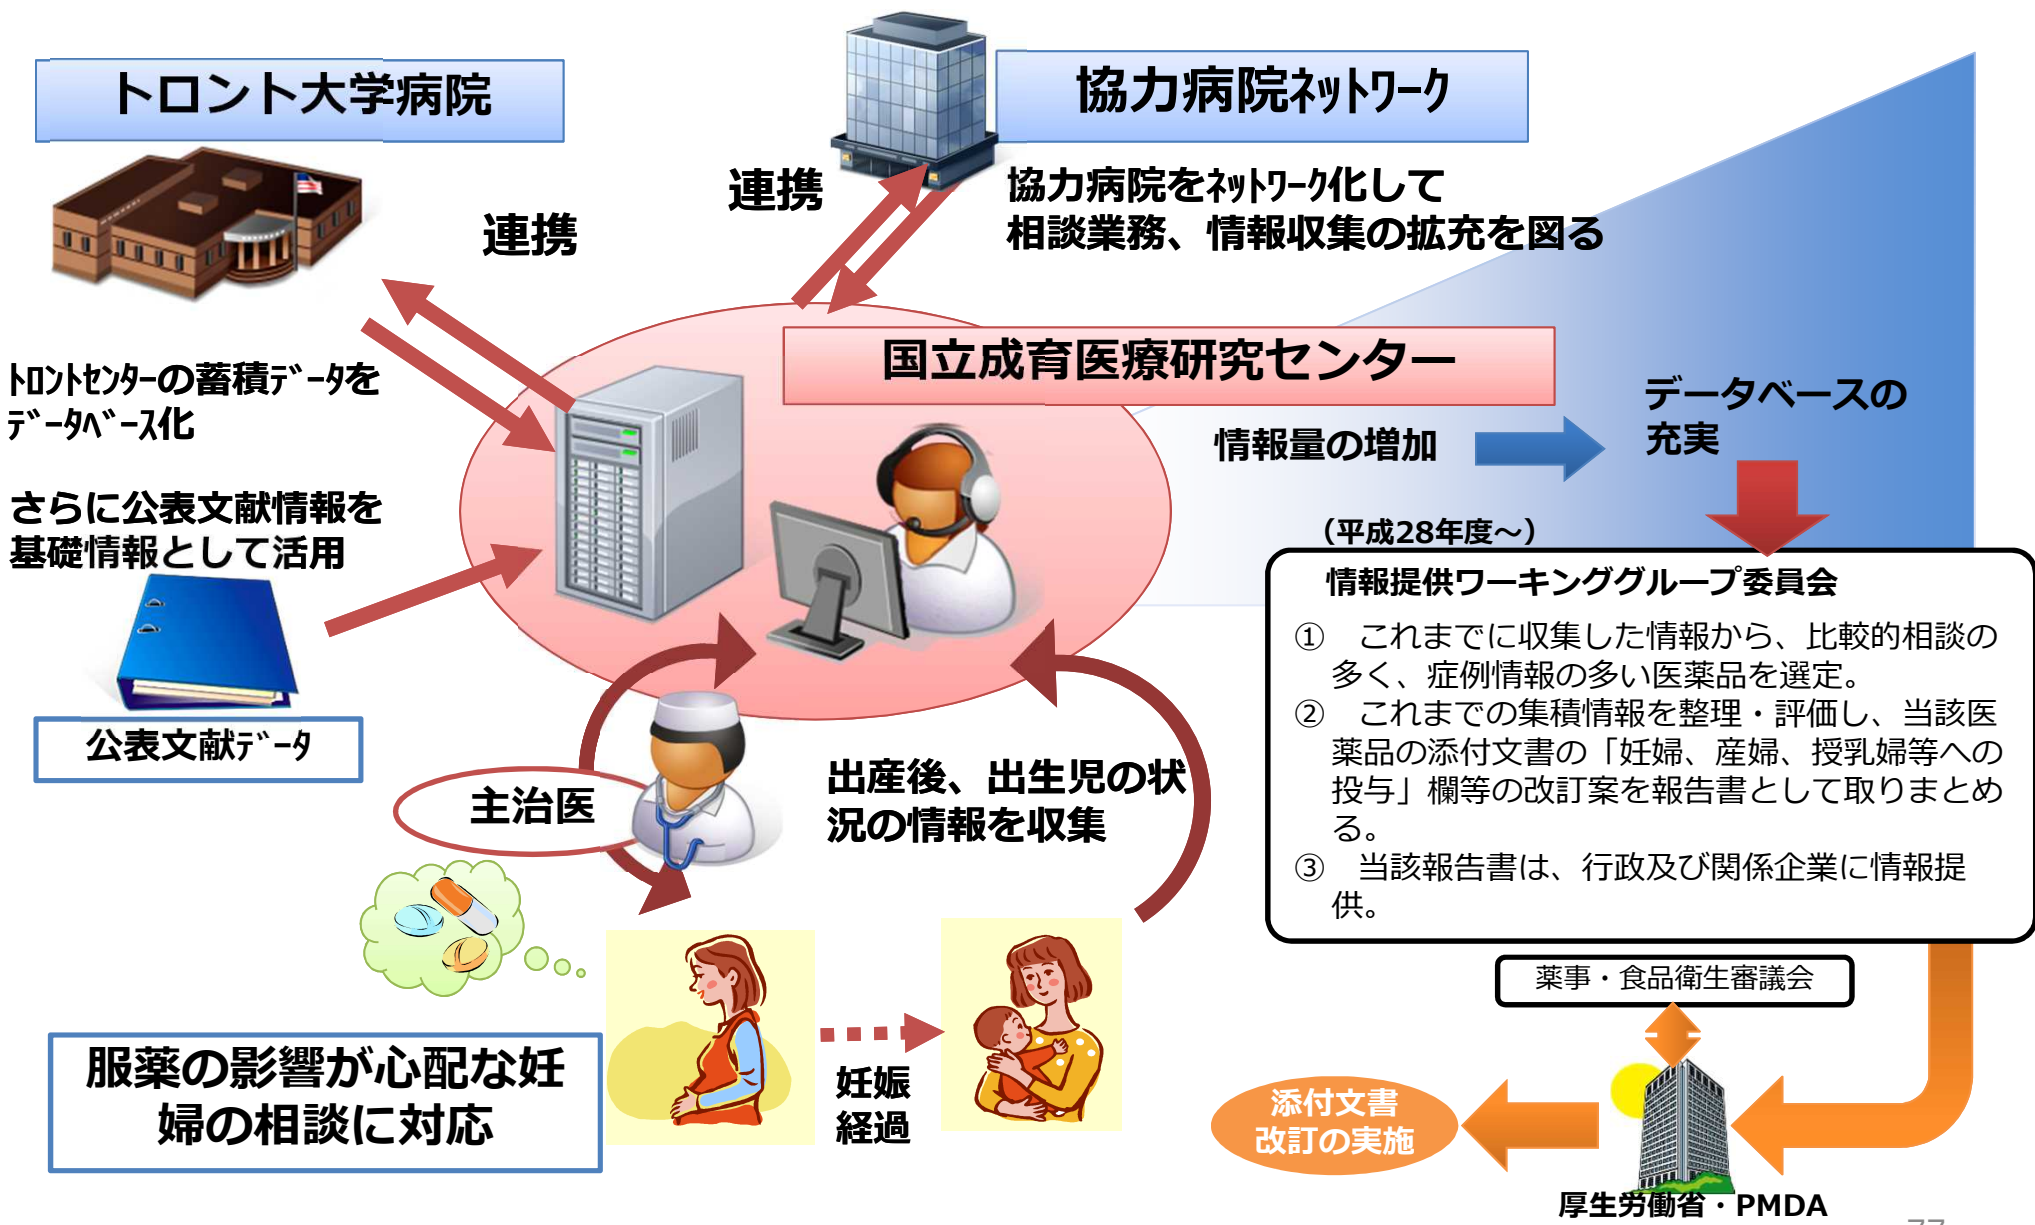 トロント大学病院
協力病院ネットワーク
連携
連携
協力病院をネットワーク化して
相談業務、情報収集の拡充を図る
国立成育医療研究センター
トロントセンターの蓄積データを
データベース化
さらに公表文献情報を
基礎情報として活用
公表文献データ
情報量の増加
データベースの
充実
（平成28年度～）
情報提供ワーキンググループ委員会
①　これまでに収集した情報から、比較的相談の
多く、症例情報の多い医薬品を選定。
②　これまでの集積情報を整理・評価し、当該医
薬品の添付文書の「妊婦、産婦、授乳婦等への
投与」欄等の改訂案を報告書として取りまとめ
る。
③　当該報告書は、行政及び関係企業に情報提
供。
主治医
出産後、出生児の状
況の情報を収集
服薬の影響が心配な妊
婦の相談に対応
妊娠
経過
薬事・食品衛生審議会
添付文書
改訂の実施
厚生労働省・PMDA